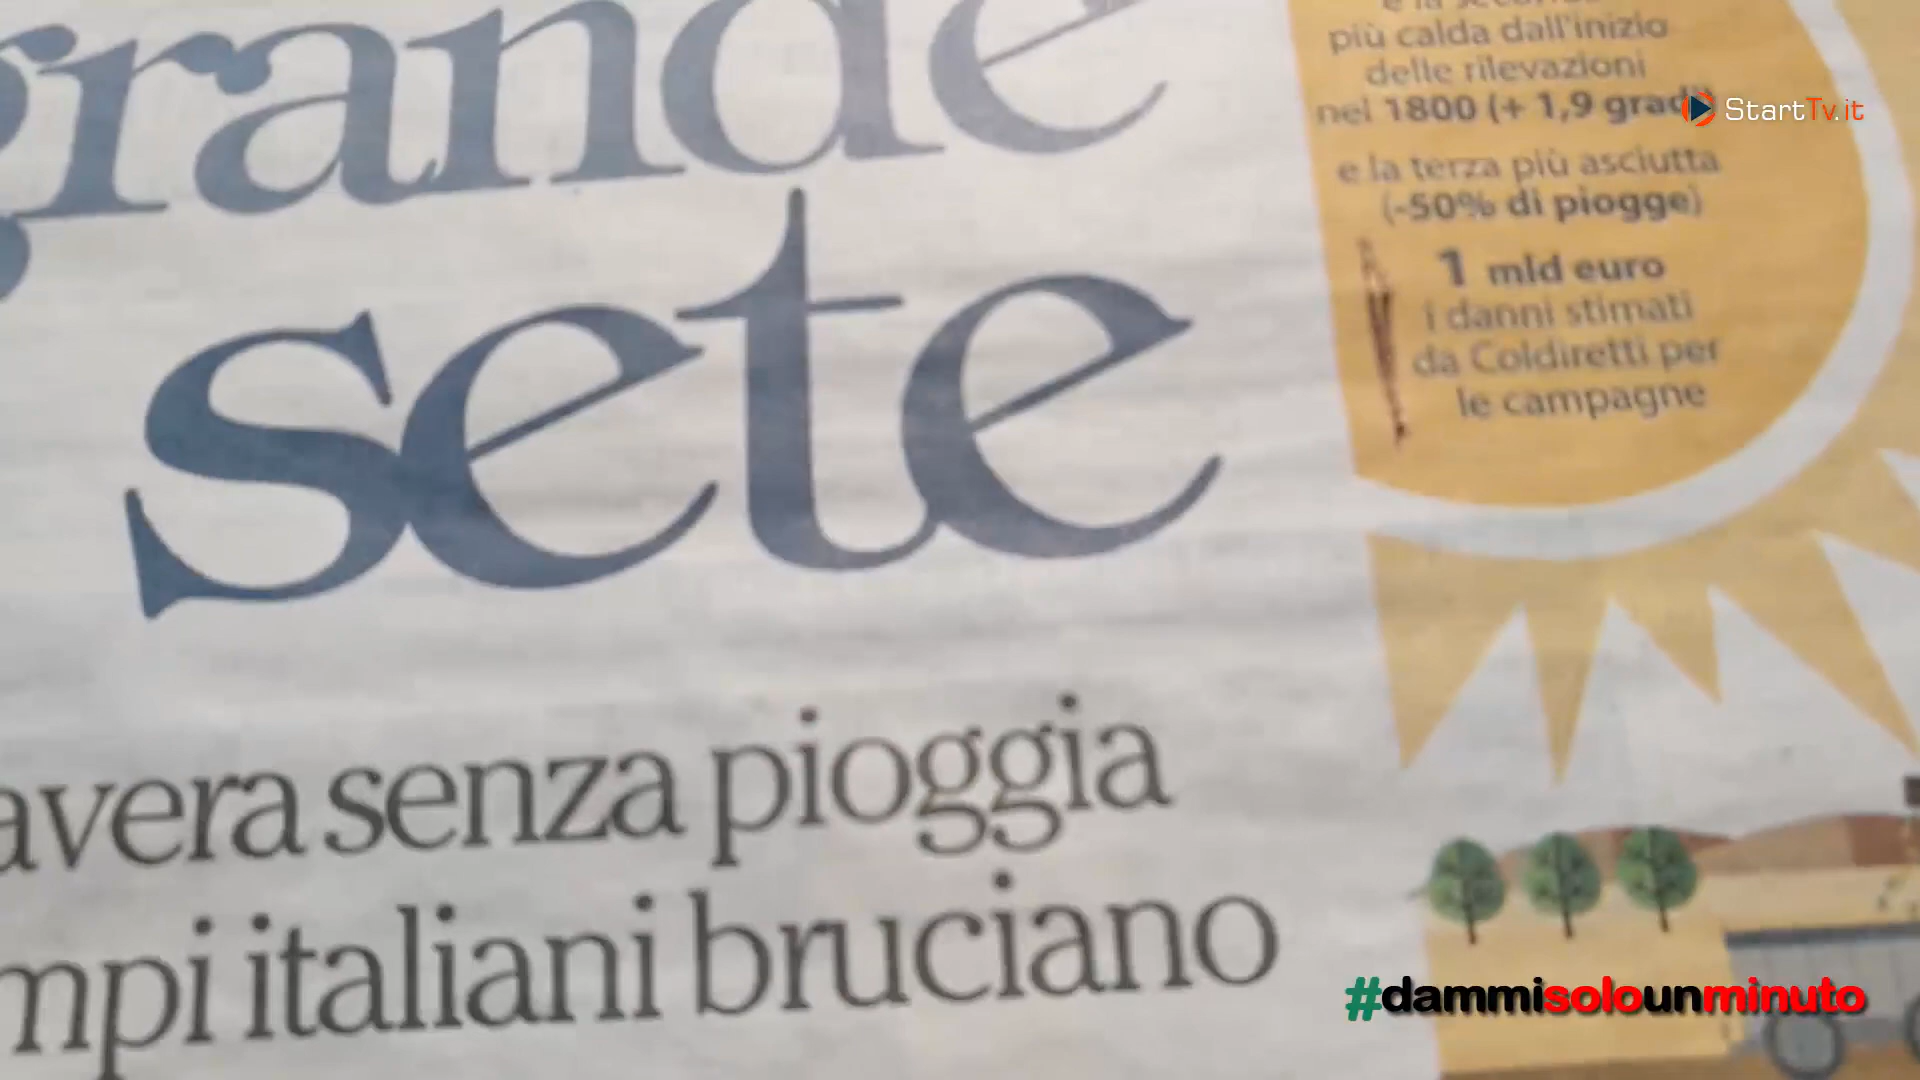 grande
sete
avera senza pioggia
mpi italiani bruciano
più calda dall'inizio
delle rilevazioni
nel 1800 (+ 1,9 gradi)
e la terza più asciutta
(-50% di piogge)
1 mld euro
i danni stimati
da Coldiretti per
le campagne
StartTv.it
#dammisolounminuto